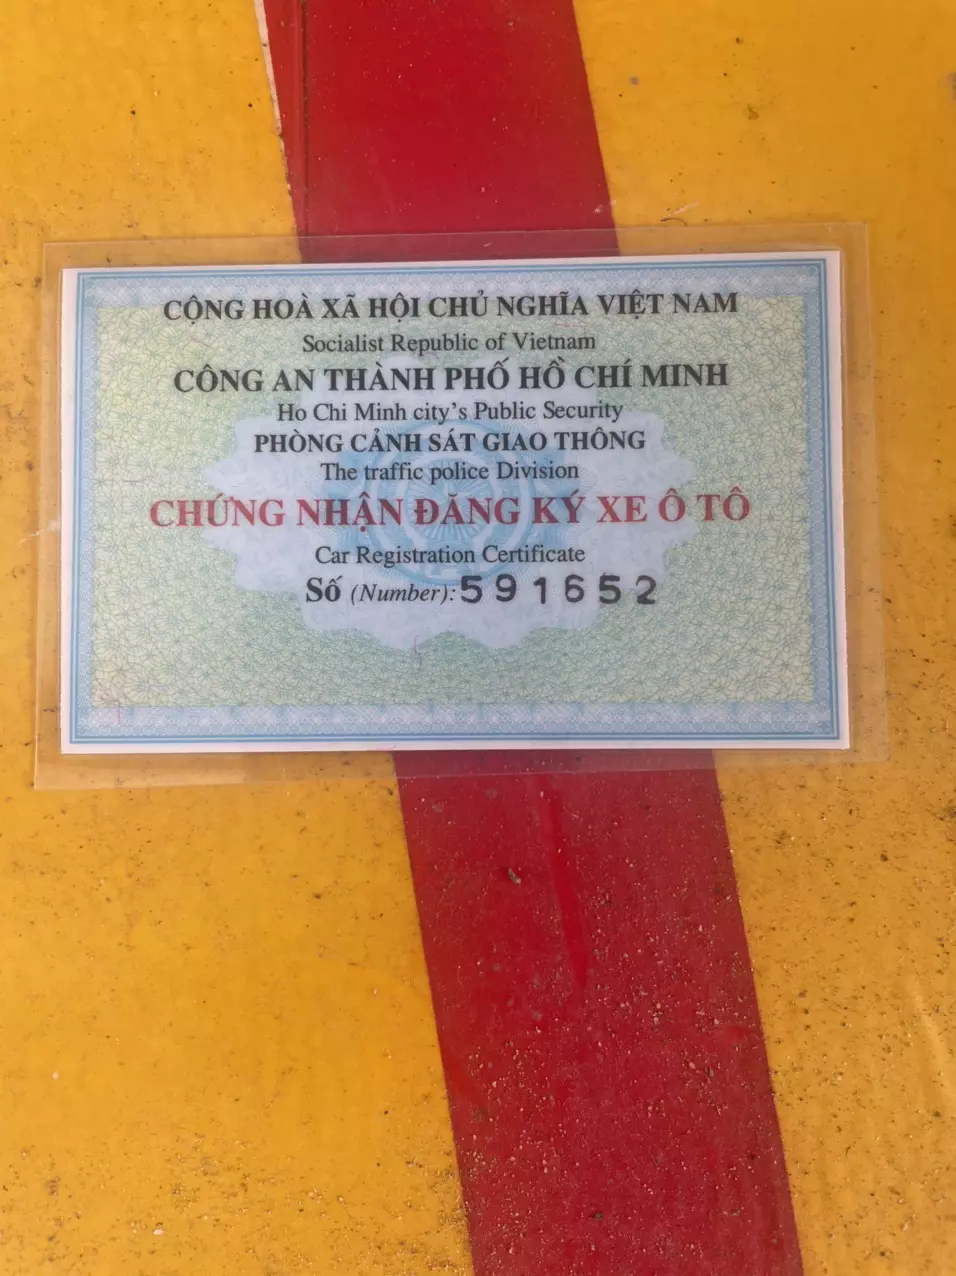 CỘNG HOÀ XÃ HỘI CHỦ NGHĨA VIỆT NAM
Socialist Republic of Vietnam
CÔNG AN THÀNH PHỐ HỒ CHÍ MINH
Ho Chi Minh city's Public Security
PHÒNG CẢNH SÁT GIAO THÔNG
The traffic police Division
CHỨNG NHẬN ĐĂNG KÝ XE Ô TÔ
Car Registration Certificate
Số (Number): 591652